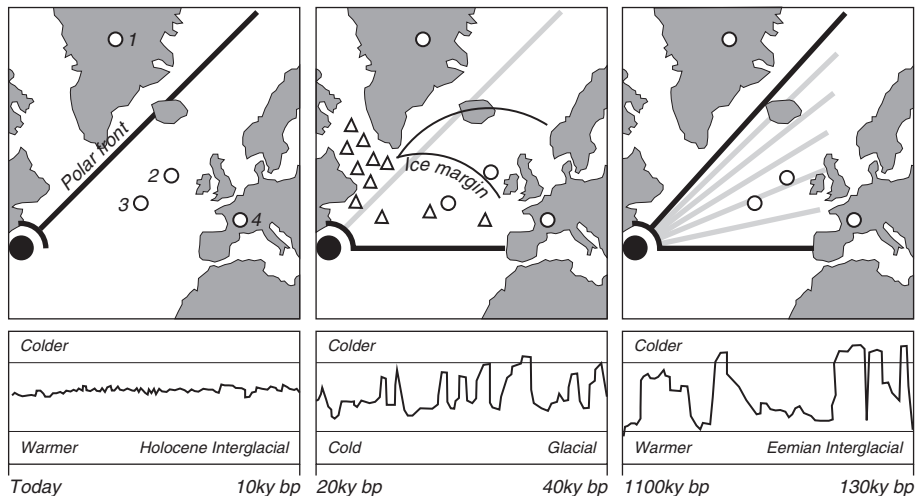 1
Polar front
2
3
4
Ice margin
Colder
Warmer Holocene Interglacial
Today 10ky bp
Colder
Cold Glacial
20ky bp 40ky bp
Colder
Warmer Eemian Interglacial
1100ky bp 130ky bp